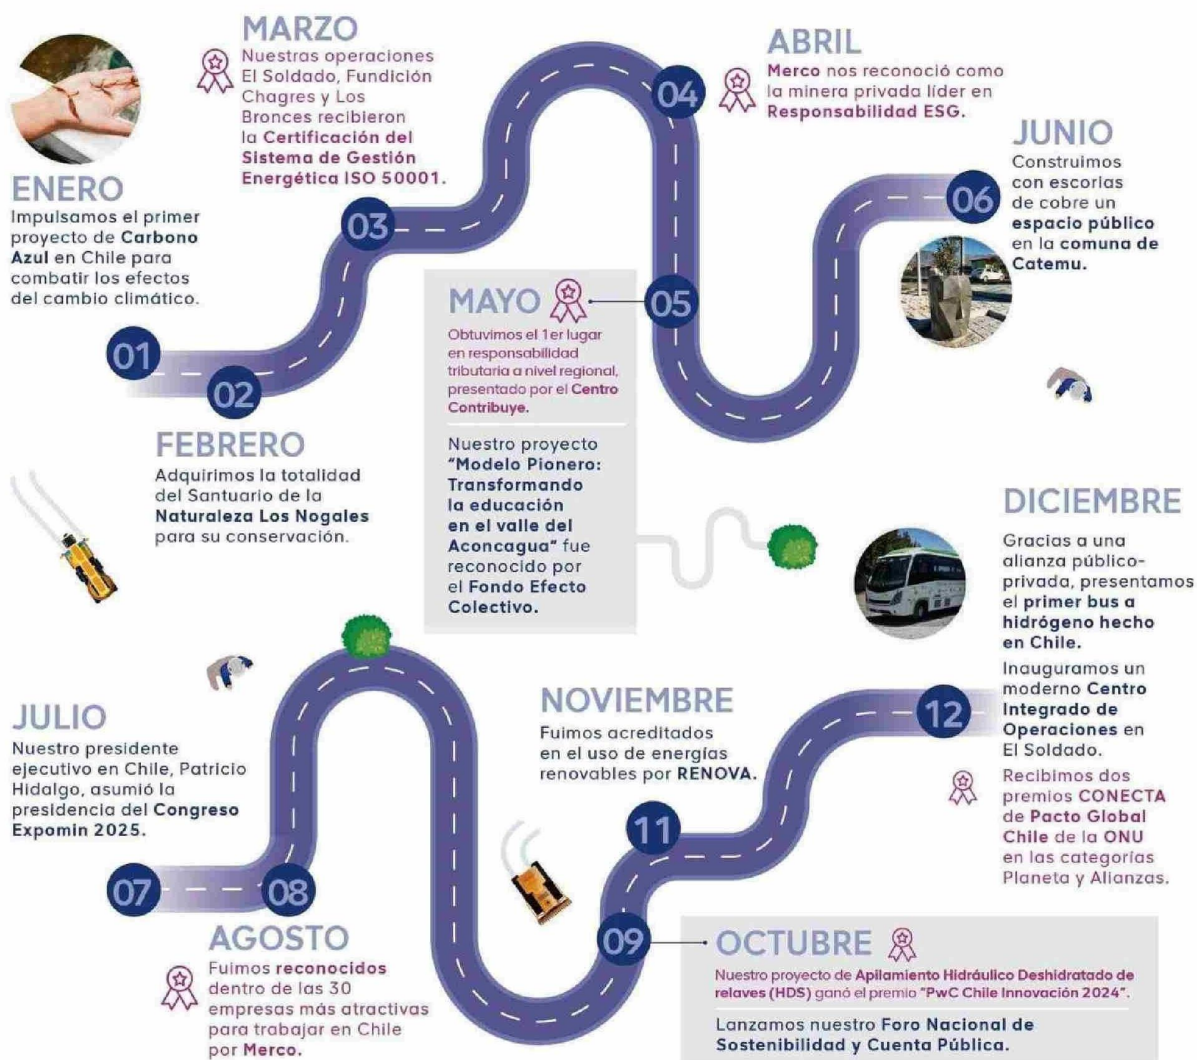 MARZO
Nuestras operaciones
El Soldado, Fundición
Chagres y Los
Bronces recibieron
la Certificación del
Sistema de Gestión
Energética ISO 50001.
ABRIL
Merco nos reconoció como
la minera privada líder en
Responsabilidad ESG.
JUNIO
Construimos
con escorias
de cobre un
espacio público
en la comuna de
Catemu.
ENERO
Impulsamos el primer
proyecto de Carbono
Azul en Chile para
combatir los efectos
del cambio climático.
01
02
03
04
05
06
MAYO
Obtuvimos el 1er lugar
en responsabilidad
tributaria a nivel regional,
presentado por el Centro
Contribuye.
Nuestro proyecto
"Modelo Pionero:
Transformando
la educación
en el valle del
Aconcagua" fue
reconocido por
el Fondo Efecto
Colectivo.
FEBRERO
Adquirimos la totalidad
del Santuario de la
Naturaleza Los Nogales
para su conservación.
DICIEMBRE
Gracias a una
alianza público-
privada, presentamos
el primer bus a
hidrógeno hecho
en Chile.
Inauguramos un
moderno Centro
Integrado de
Operaciones en
El Soldado.
Recibimos dos
premios CONECTA
de Pacto Global
Chile de la ONU
en las categorías
Planeta y Alianzas.
JULIO
Nuestro presidente
ejecutivo en Chile, Patricio
Hidalgo, asumió la
presidencia del Congreso
Expomin 2025.
NOVIEMBRE
Fuimos acreditados
en el uso de energías
renovables por RENOVA.
12
11
07
08
09
AGOSTO
Fuimos reconocidos
dentro de las 30
empresas más atractivas
para trabajar en Chile
por Merco.
OCTUBRE
Nuestro proyecto de Apilamiento Hidráulico Deshidratado de
relaves (HDS) ganó el premio "PwC Chile Innovación 2024".
Lanzamos nuestro Foro Nacional de
Sostenibilidad y Cuenta Pública.